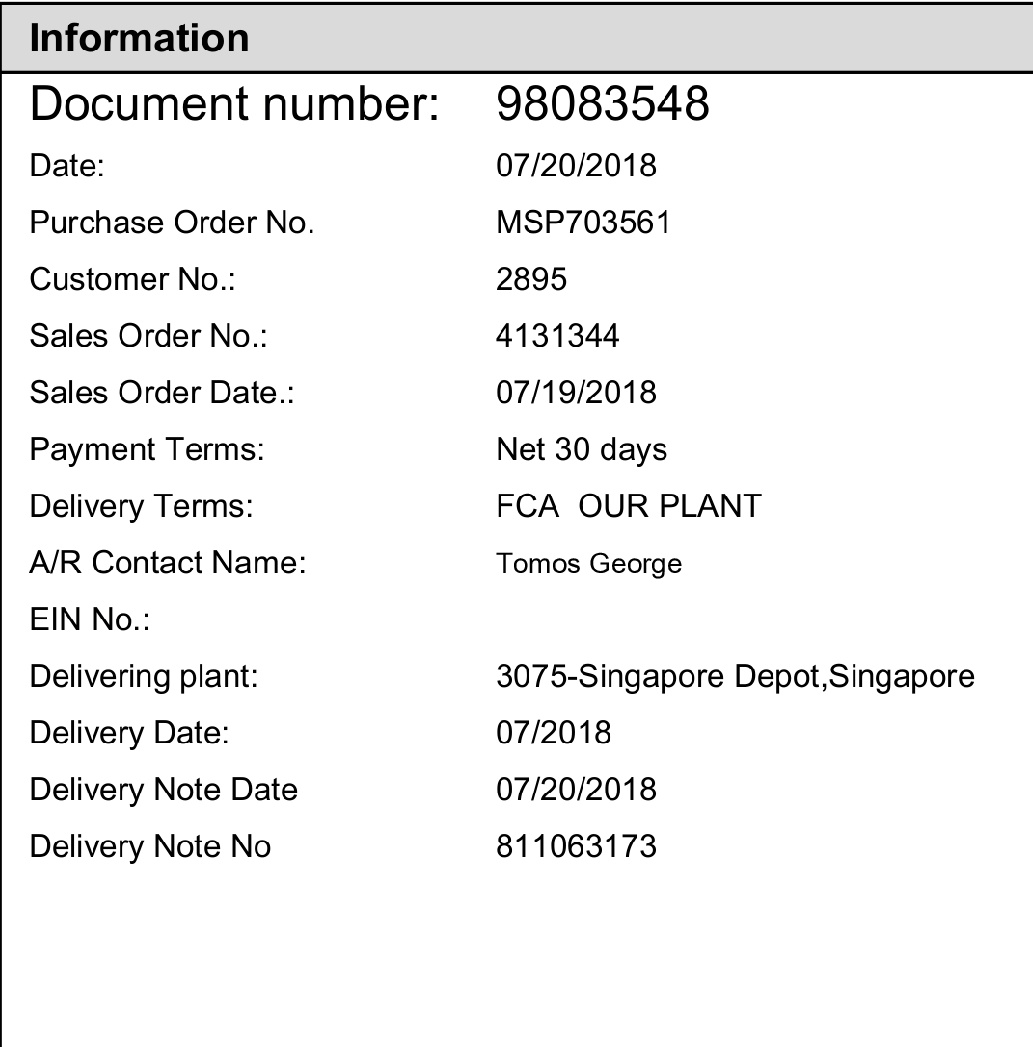 Information
Document number: 98083548
Date: 07/20/2018
Purchase Order No. MSP703561
Customer No.: 2895
Sales Order No.: 4131344
Sales Order Date.: 07/19/2018
Payment Terms: Net 30 days
Delivery Terms: FCA  OUR PLANT
A/R Contact Name: Tomos George
EIN No.:
Delivering plant: 3075-Singapore Depot,Singapore
Delivery Date: 07/2018
Delivery Note Date 07/20/2018
Delivery Note No 811063173